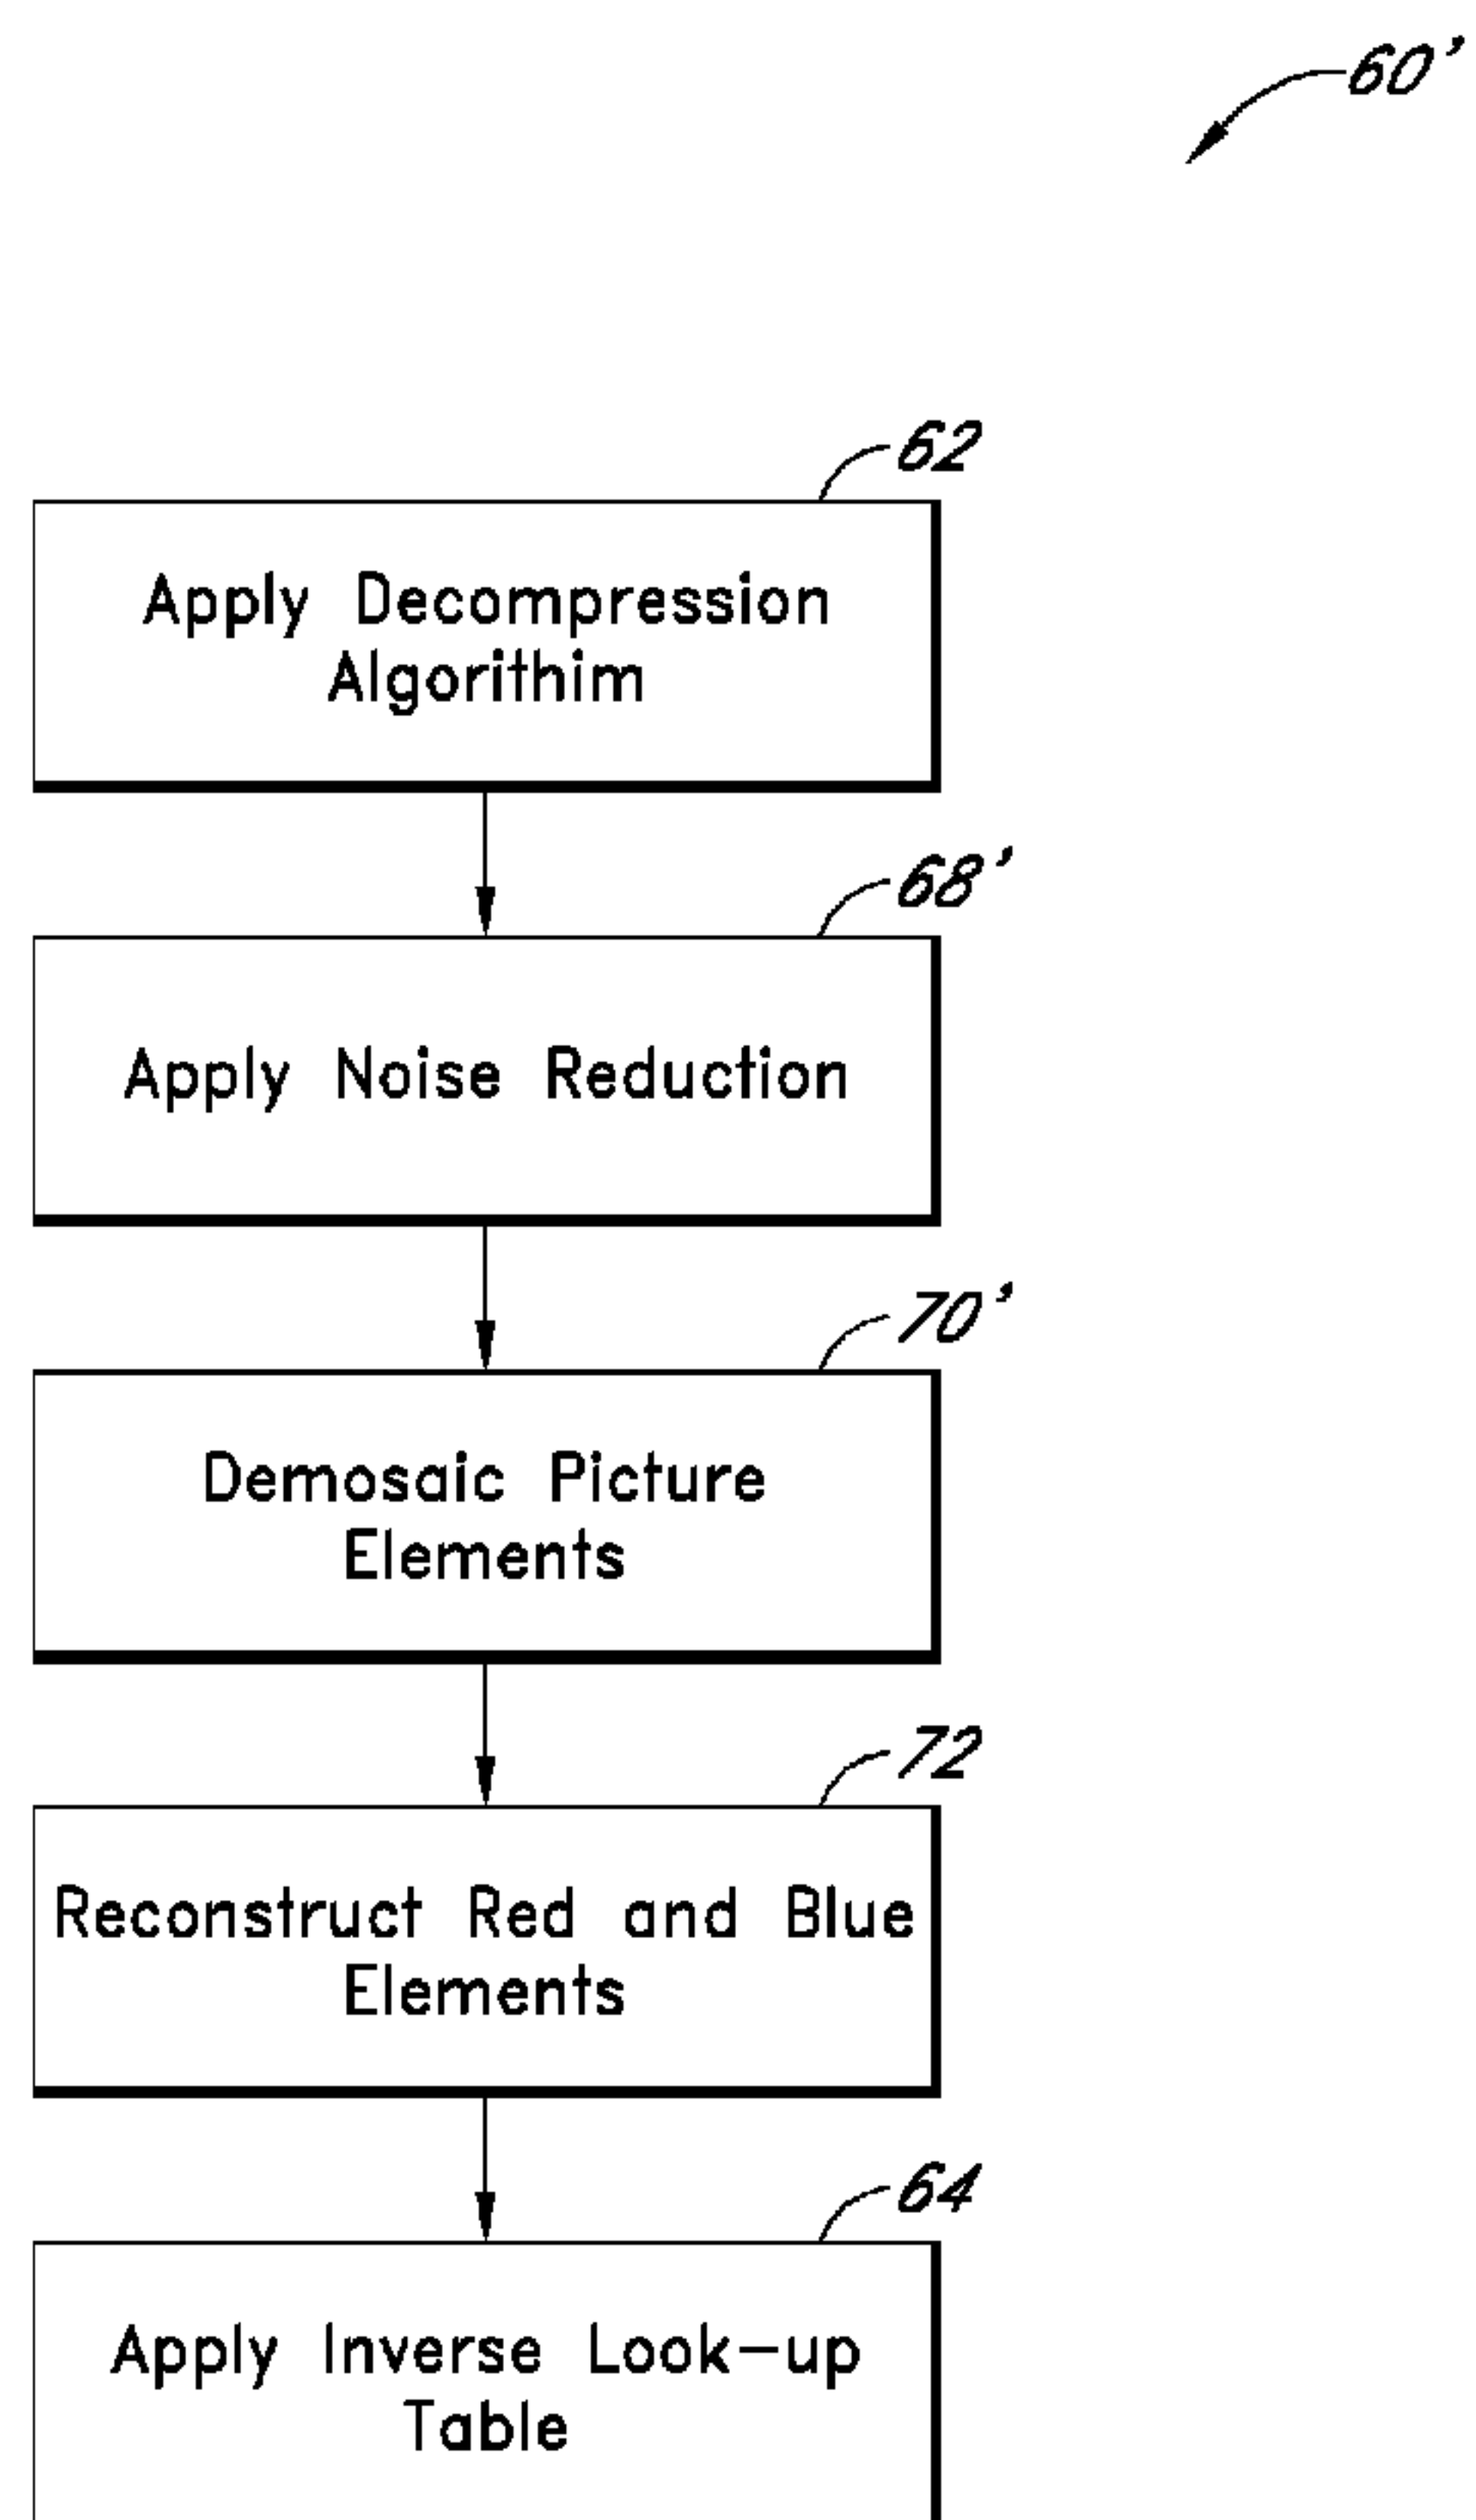 60'
62
Apply Decompression
Algorithim
68'
Apply Noise Reduction
70'
Demosaic Picture
Elements
72
Reconstruct Red and Blue
Elements
64
Apply Inverse Look-up
Table